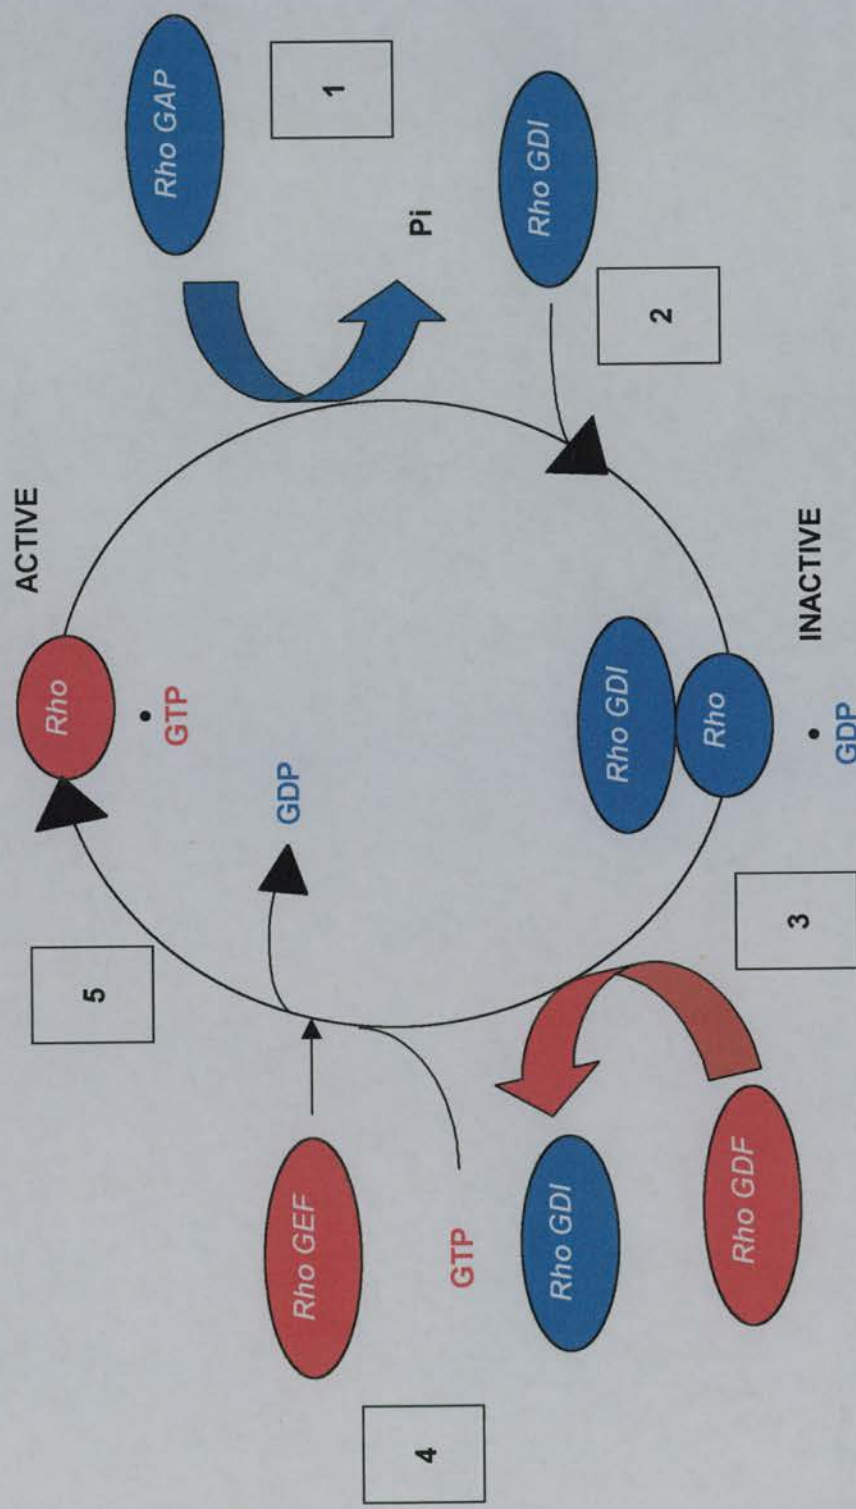 ACTIVE
Rho
5
Rho GAP
•
GTP
GDP
Rho GEF
1
Pi
4
GTP
Rho GDI
Rho GDI
Rho GDI
2
Rho
Rho GDF
3
INACTIVE
•
GDP